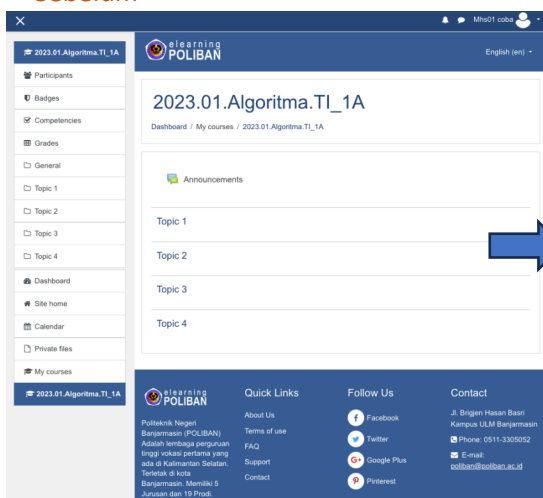 Mhs01 coba
2023.01.Algoritma.TI_1A
Participants
Badges
Competencies
Grades
General
Topic 1
Topic 2
Topic 3
Topic 4
Dashboard
Site home
Calendar
Private files
My courses
2023.01.Algoritma.TI_1A
elearning
POLIBAN
English (en)
2023.01.Algoritma.TI_1A
Dashboard / My courses / 2023.01.Algoritma.TI_1A
Announcements
Topic 1
Topic 2
Topic 3
Topic 4
elearning
POLIBAN
Politeknik Negeri
Banjarmasin (POLIBAN)
Adalah lembaga perguruan
tinggi vokasi pertama yang
ada di Kalimantan Selatan.
Terletak di kota
Banjarmasin. Memiliki 5
Jurusan dan 19 Prodi.
Quick Links
About Us
Terms of use
FAQ
Support
Contact
Follow Us
Facebook
Twitter
Google Plus
Pinterest
Contact
Jl. Brigjen Hasan Basri
Kampus ULM Banjarmasin
Phone: 0511-3305052
E-mail:
poliban@poliban.ac.id